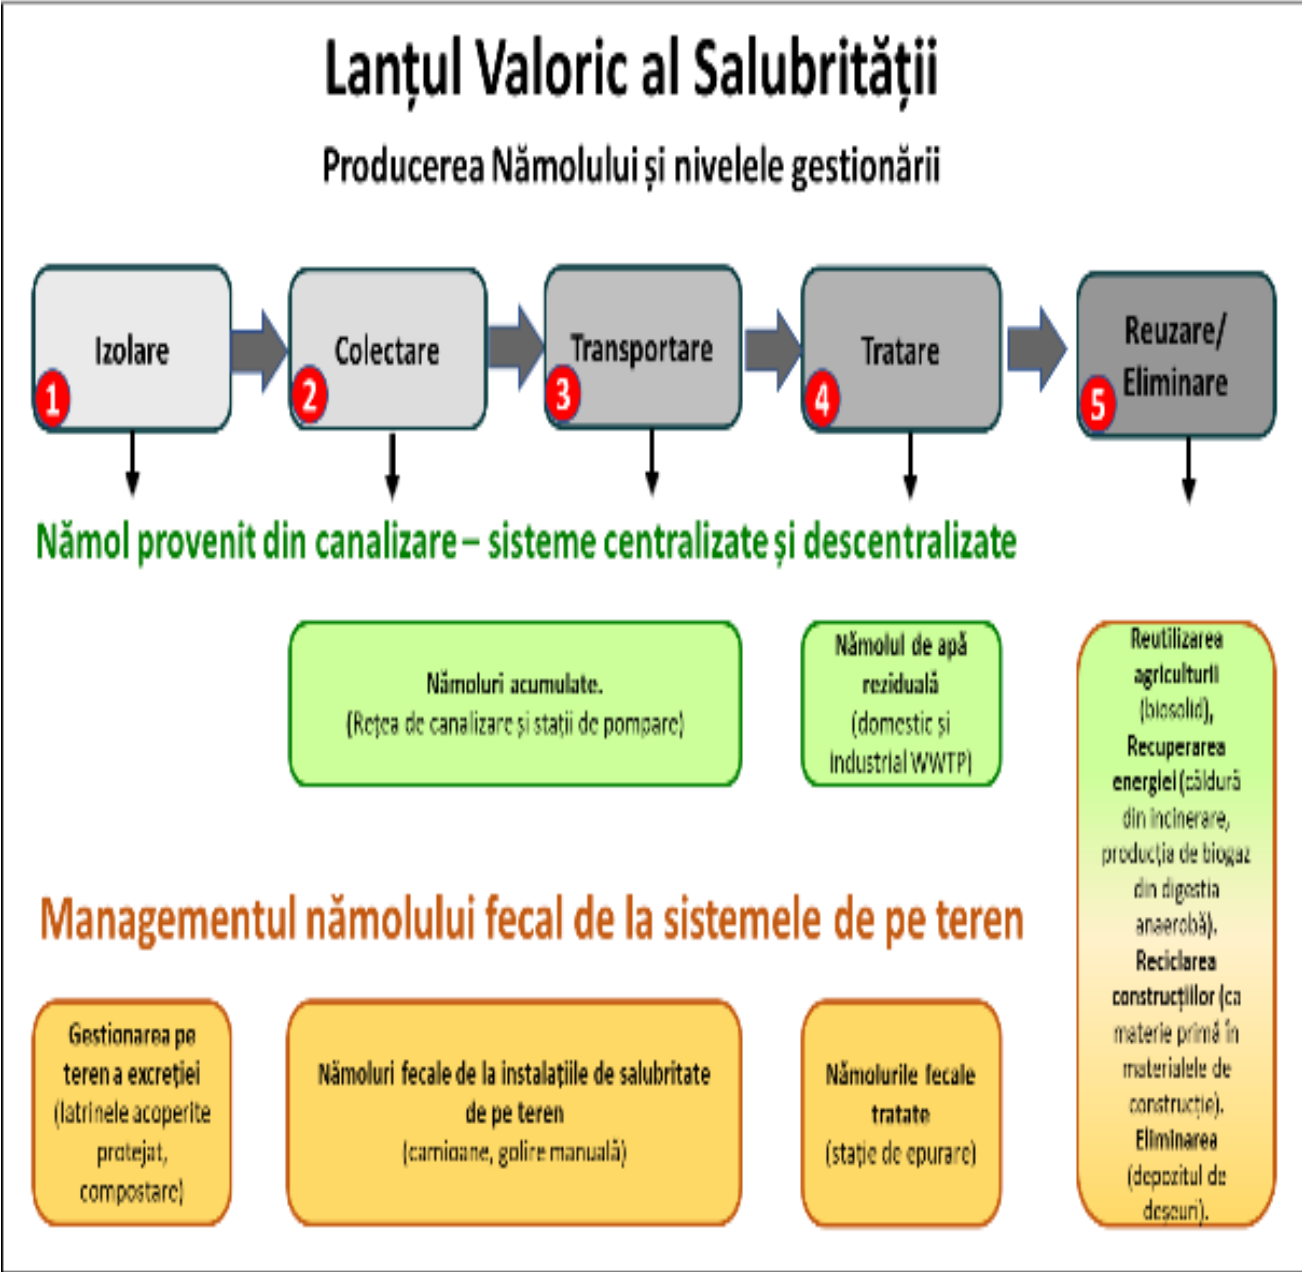 Lanțul Valoric al Salubrității
Producerea Nămolului și nivelele gestionării
Izolare
1
Colectare
2
Transportare
3
Tratare
4
Reuzare/
Eliminare
5
Nămol provenit din canalizare – sisteme centralizate și descentralizate
Nămoluri acumulate.
(Rețea de canalizare și stații de pompare)
Nămolul de apă
reziduală
(domestic și
industrial WWTP)
Reutilizarea
agriculturii
(biosolid),
Recuperarea
energiei (căldură
din incinerare,
producția de biogaz
din digestia
anaerobă).
Reciclarea
construcțiilor (ca
materie primă în
materialele de
construcție).
Eliminarea
(depozitul de
deșeuri).
Managementul nămolului fecal de la sistemele de pe teren
Gestionarea pe
teren a excreției
(latrinele acoperite
protejat,
compostare)
Nămoluri fecale de la instalațiile de salubritate
de pe teren
(camioane, golire manuală)
Nămolurile fecale
tratate
(stație de epurare)